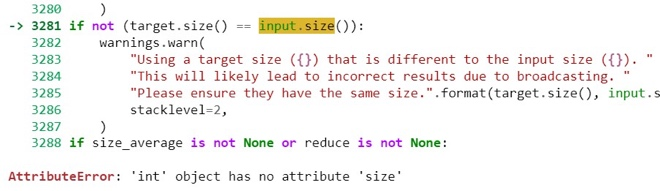 3280 )
-> 3281 if not (target.size() == input.size()):
3282 warnings.warn(
3283 "Using a target size ({}) that is different to the input size ({}). "
3284 "This will likely lead to incorrect results due to broadcasting. "
3285 "Please ensure they have the same size.".format(target.size(), input.s
3286 stacklevel=2,
3287 )
3288 if size_average is not None or reduce is not None:
AttributeError: 'int' object has no attribute 'size'